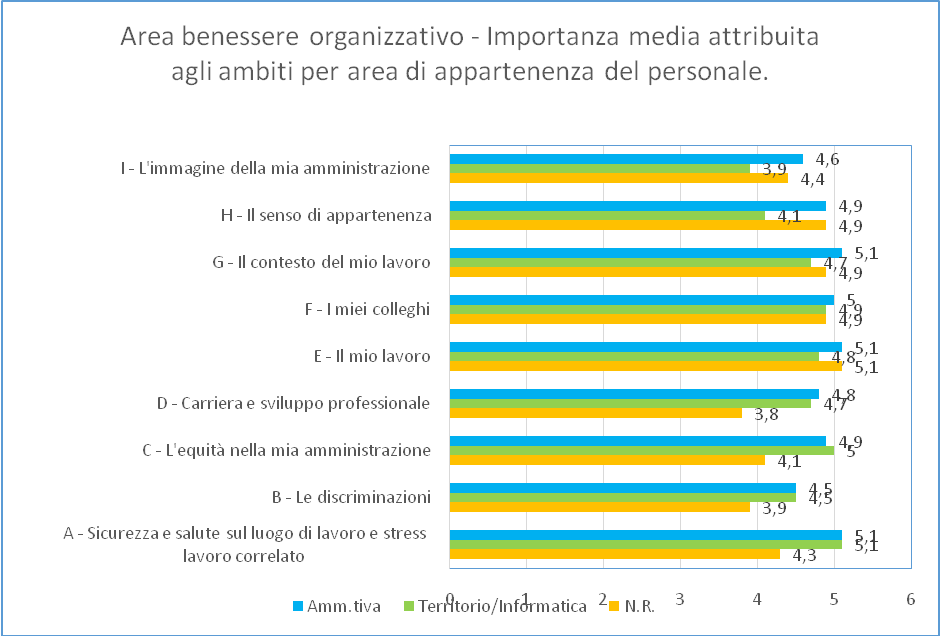 Area benessere organizzativo - Importanza media attribuita
agli ambiti per area di appartenenza del personale.
I - L'immagine della mia amministrazione
4,6
3,9
4,4
H - Il senso di appartenenza
4,9
4,1
4,9
G - Il contesto del mio lavoro
5,1
4,7
4,9
F - I miei colleghi
5
4,9
4,9
E - Il mio lavoro
5,1
4,8
5,1
D - Carriera e sviluppo professionale
4,8
4,7
3,8
C - L'equità nella mia amministrazione
4,9
5
4,1
B - Le discriminazioni
4,5
4,5
3,9
A - Sicurezza e salute sul luogo di lavoro e stress
lavoro correlato
5,1
5,1
4,3
0 1 2 3 4 5 6
Amm.tiva Territorio/Informatica N.R.